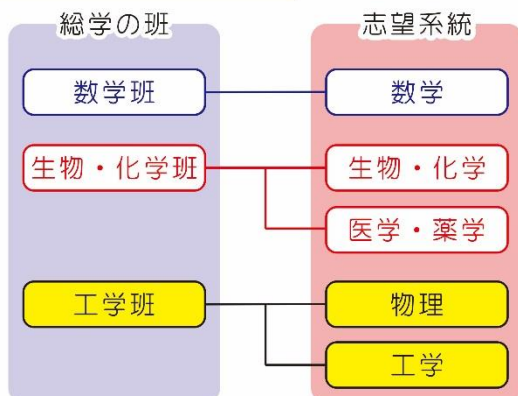 総学の班
志望系統
数学班
数学
生物・化学班
生物・化学
医学・薬学
工学班
物理
工学